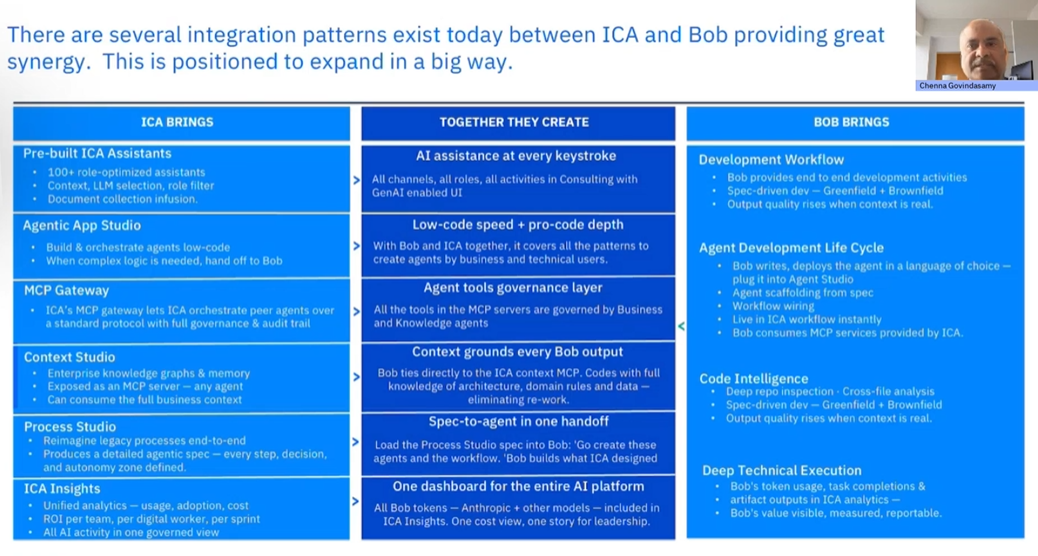 There are several integration patterns exist today between ICA and Bob providing great
synergy. This is positioned to expand in a big way.
Chenna Govindasamy
ICA BRINGS
Pre-built ICA Assistants
• 100+ role-optimized assistants
• Context, LLM selection, role filter
• Document collection infusion.
Agentic App Studio
• Build & orchestrate agents low-code
• When complex logic is needed, hand off to Bob
MCP Gateway
• ICA's MCP gateway lets ICA orchestrate peer agents over
a standard protocol with full governance & audit trail
Context Studio
• Enterprise knowledge graphs & memory
• Exposed as an MCP server — any agent
• Can consume the full business context
Process Studio
• Reimagine legacy processes end-to-end
• Produces a detailed agentic spec — every step, decision,
and autonomy zone defined.
ICA Insights
• Unified analytics — usage, adoption, cost
• ROI per team, per digital worker, per sprint
• All AI activity in one governed view
TOGETHER THEY CREATE
AI assistance at every keystroke
All channels, all roles, all activities in Consulting with
GenAI enabled UI
Low-code speed + pro-code depth
With Bob and ICA together, it covers all the patterns to
create agents by business and technical users.
Agent tools governance layer
All the tools in the MCP servers are governed by Business
and Knowledge agents
Context grounds every Bob output
Bob ties directly to the ICA context MCP. Codes with full
knowledge of architecture, domain rules and data —
eliminating re-work.
Spec-to-agent in one handoff
Load the Process Studio spec into Bob: 'Go create these
agents and the workflow. 'Bob builds what ICA designed
One dashboard for the entire AI platform
All Bob tokens — Anthropic + other models — included in
ICA Insights. One cost view, one story for leadership.
BOB BRINGS
Development Workflow
• Bob provides end to end development activities
• Spec-driven dev — Greenfield + Brownfield
• Output quality rises when context is real.
Agent Development Life Cycle
• Bob writes, deploys the agent in a language of choice —
plug it into Agent Studio
• Agent scaffolding from spec
• Workflow wiring
• Live in ICA workflow instantly
• Bob consumes MCP services provided by ICA.
Code Intelligence
• Deep repo inspection · Cross-file analysis
• Spec-driven dev — Greenfield + Brownfield
• Output quality rises when context is real.
Deep Technical Execution
• Bob's token usage, task completions &
• artifact outputs in ICA analytics —
• Bob's value visible, measured, reportable.